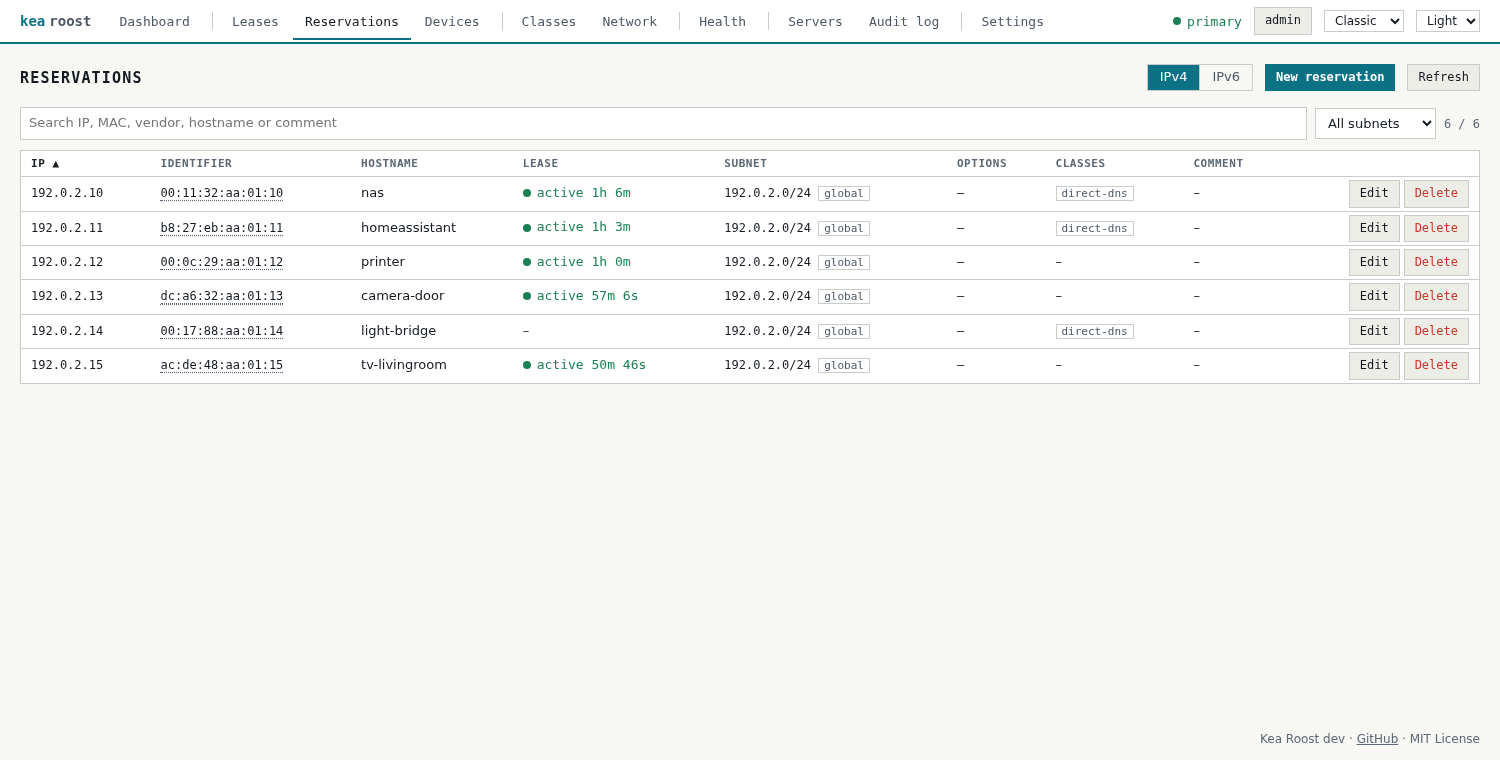 kea roost Dashboard Leases Reservations Devices Classes Network Health Servers Audit log Settings primary admin Classic Light
RESERVATIONS IPv4 IPv6 New reservation Refresh
Search IP, MAC, vendor, hostname or comment All subnets 6 / 6
IP ▲ IDENTIFIER HOSTNAME LEASE SUBNET OPTIONS CLASSES COMMENT
192.0.2.10 00:11:32:aa:01:10 nas active 1h 6m 192.0.2.0/24 global — direct-dns – Edit Delete
192.0.2.11 b8:27:eb:aa:01:11 homeassistant active 1h 3m 192.0.2.0/24 global — direct-dns – Edit Delete
192.0.2.12 00:0c:29:aa:01:12 printer active 1h 0m 192.0.2.0/24 global — – – Edit Delete
192.0.2.13 dc:a6:32:aa:01:13 camera-door active 57m 6s 192.0.2.0/24 global — – – Edit Delete
192.0.2.14 00:17:88:aa:01:14 light-bridge – 192.0.2.0/24 global — direct-dns – Edit Delete
192.0.2.15 ac:de:48:aa:01:15 tv-livingroom active 50m 46s 192.0.2.0/24 global — – – Edit Delete
Kea Roost dev · GitHub · MIT License